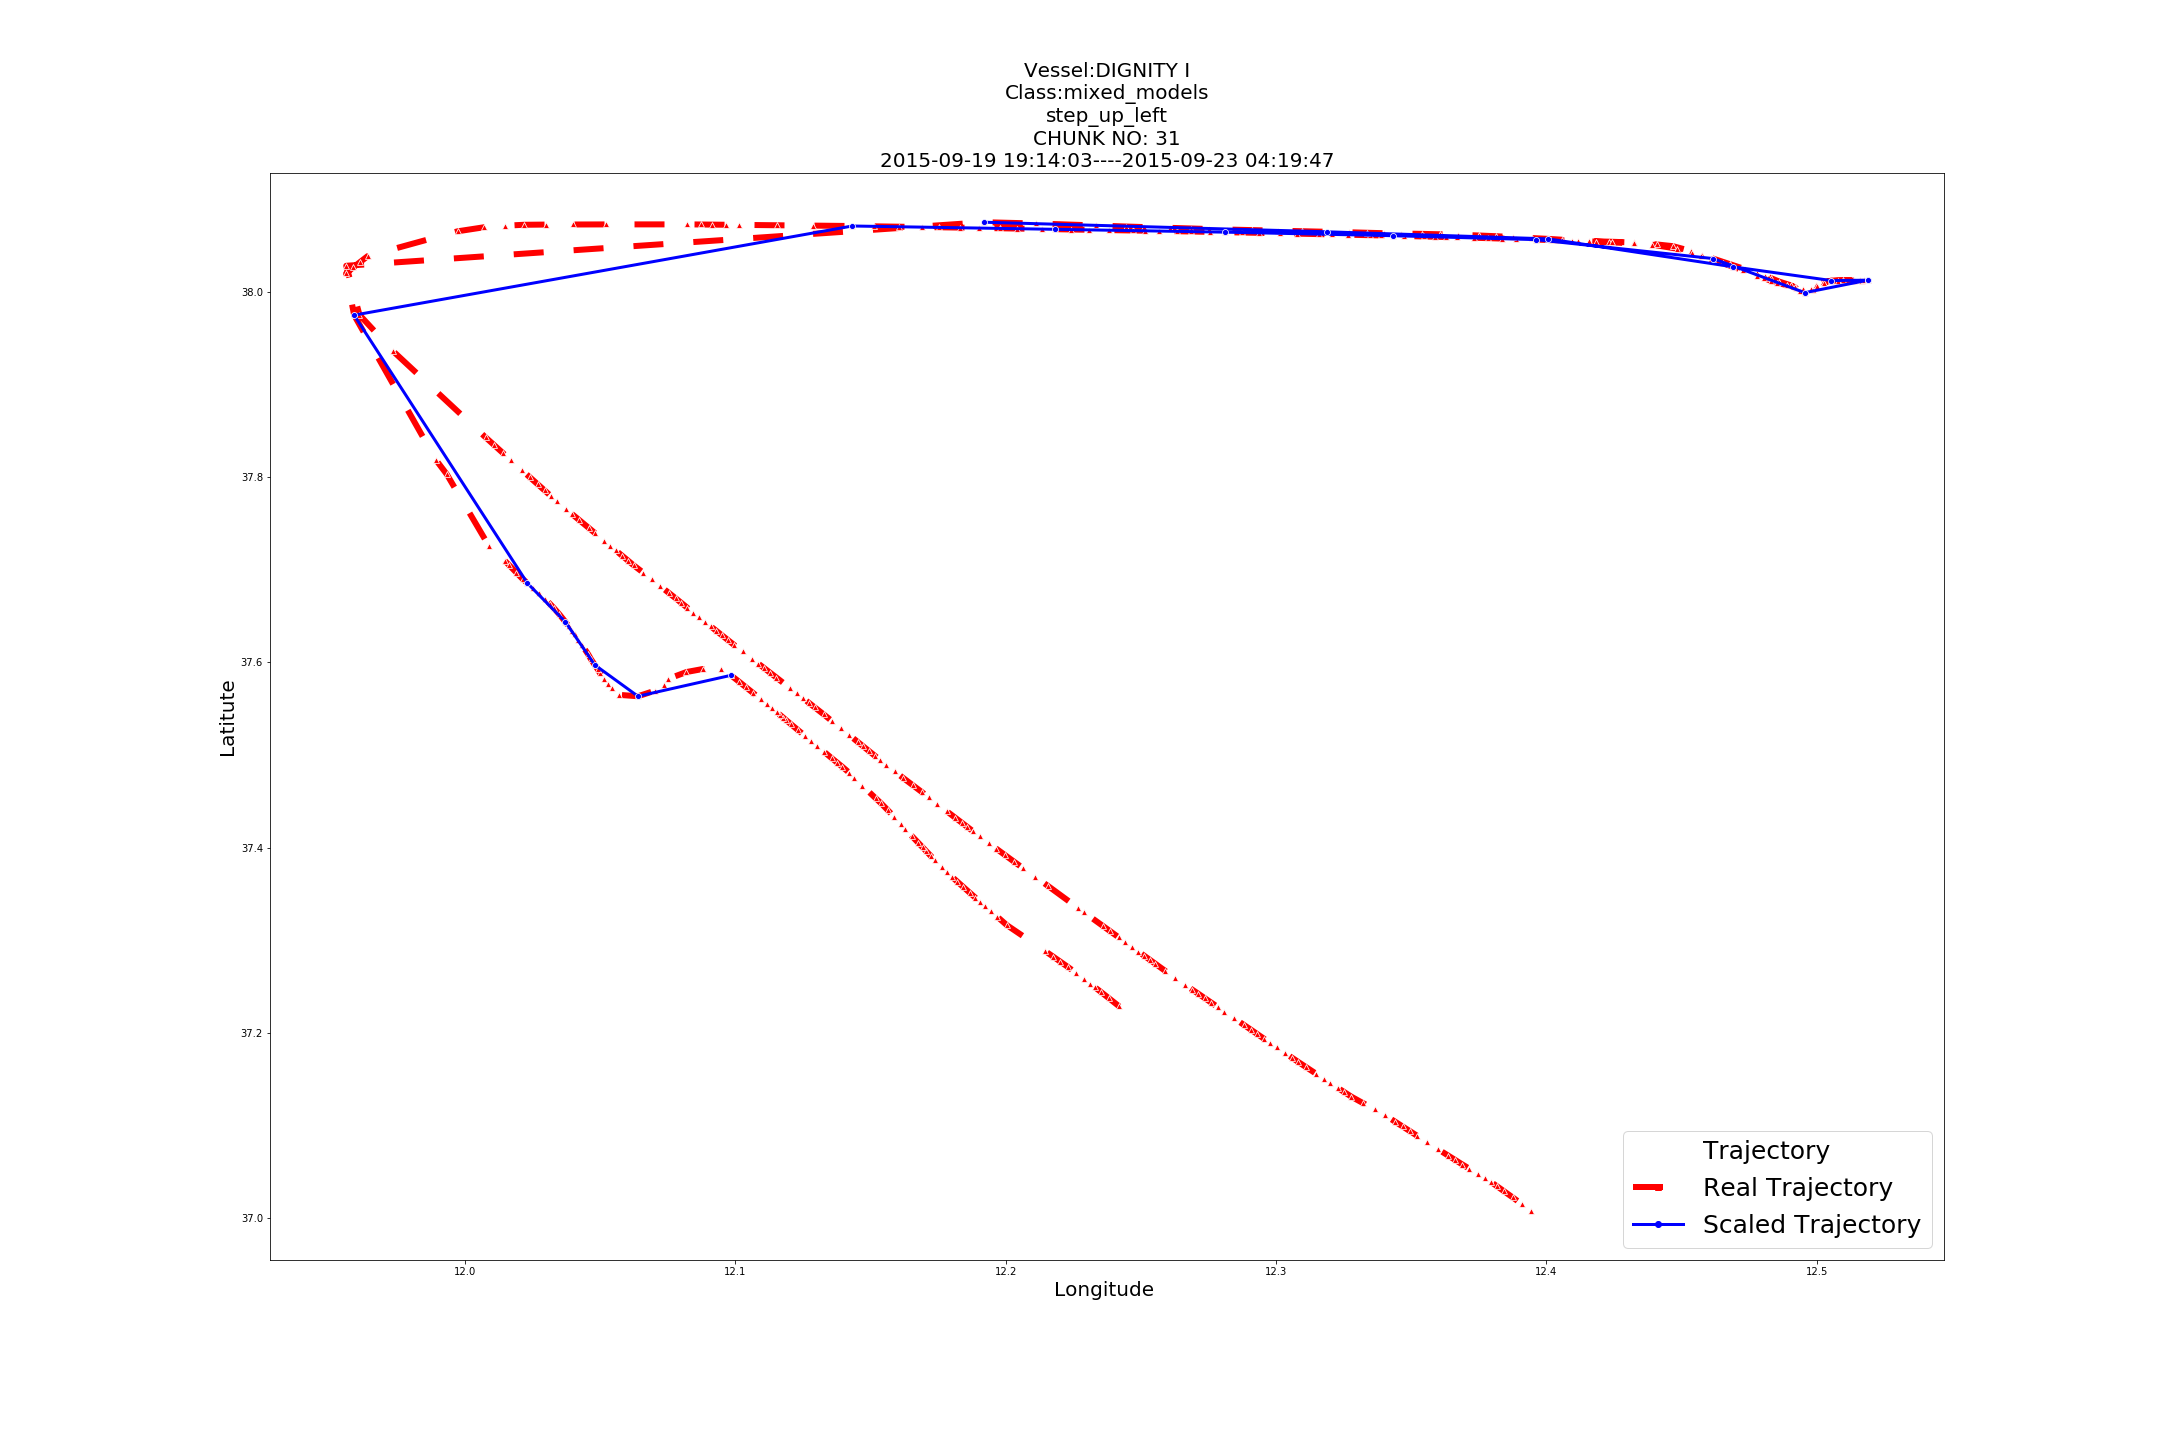 Vessel:DIGNITY I
Class:mixed_models
step_up_left
CHUNK NO: 31
2015-09-19 19:14:03----2015-09-23 04:19:47
38.0
37.8
37.6
37.4
37.2
37.0
Latitute
12.0
12.1
12.2
12.3
12.4
12.5
Longitude
Trajectory
Real Trajectory
Scaled Trajectory